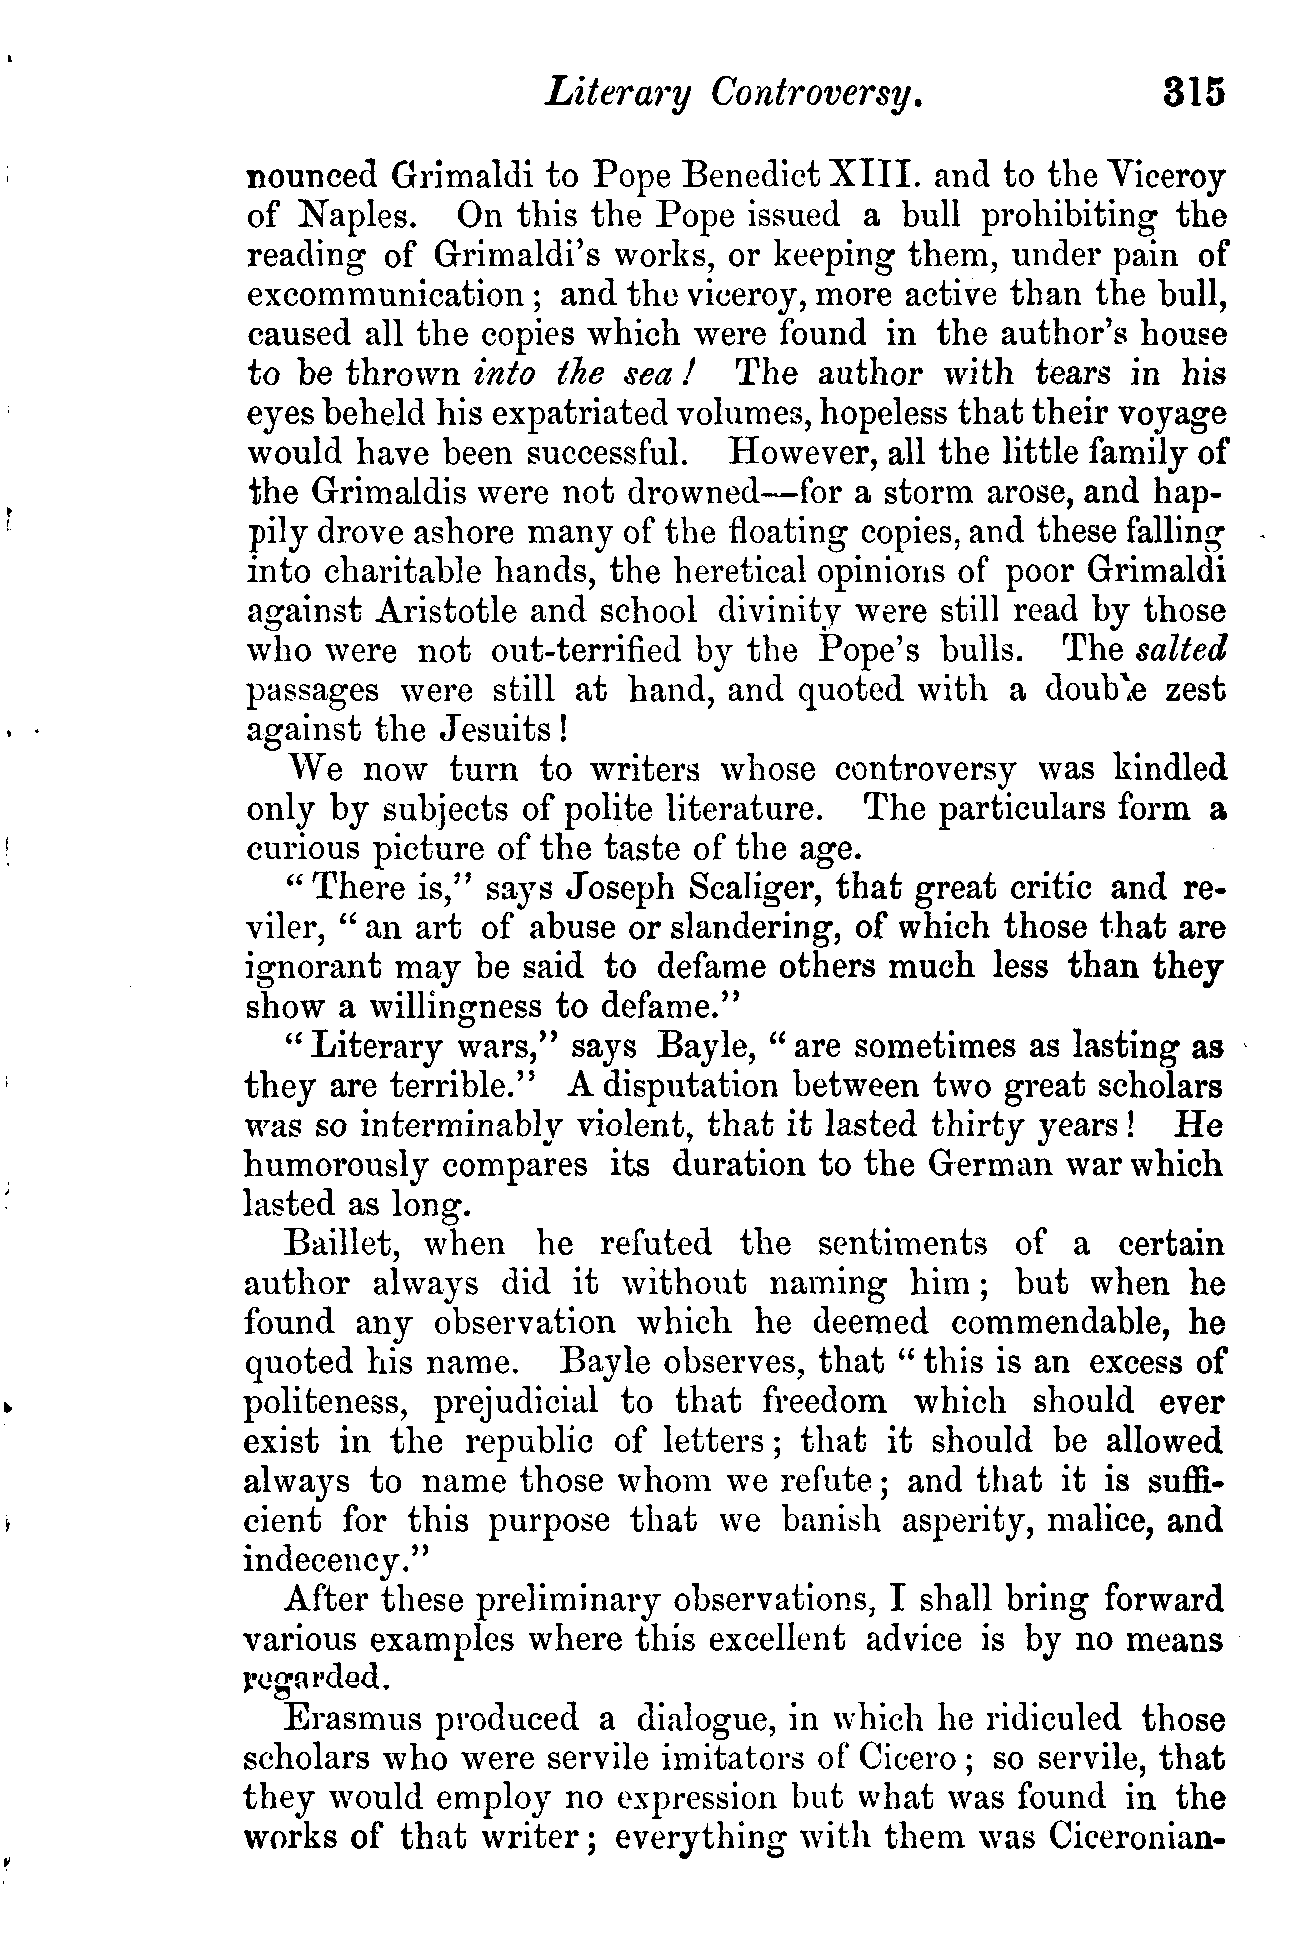 Literary Controversy. 315
nounced Grimaldi to Pope Benedict XIII. and to the Viceroy
of Naples. On this the Pope issued a bull prohibiting the
reading of Grimaldi's works, or keeping them, under pain of
excommunication; and the viceroy, more active than the bull,
caused all the copies which were found in the author's house
to be thrown into the sea! The author with tears in his
eyes beheld his expatriated volumes, hopeless that their voyage
would have been successful. However, all the little family of
the Grimaldis were not drowned—for a storm arose, and hap-
pily drove ashore many of the floating copies, and these falling
into charitable hands, the heretical opinions of poor Grimaldi
against Aristotle and school divinity were still read by those
who were not out-terrified by the Pope's bulls. The salted
passages were still at hand, and quoted with a double zest
against the Jesuits!
We now turn to writers whose controversy was kindled
only by subjects of polite literature. The particulars form a
curious picture of the taste of the age.
"There is," says Joseph Scaliger, that great critic and re-
viler, "an art of abuse or slandering, of which those that are
ignorant may be said to defame others much less than they
show a willingness to defame."
"Literary wars," says Bayle, "are sometimes as lasting as
they are terrible." A disputation between two great scholars
was so interminably violent, that it lasted thirty years! He
humorously compares its duration to the German war which
lasted as long.
Baillet, when he refuted the sentiments of a certain
author always did it without naming him; but when he
found any observation which he deemed commendable, he
quoted his name. Bayle observes, that "this is an excess of
politeness, prejudicial to that freedom which should ever
exist in the republic of letters; that it should be allowed
always to name those whom we refute; and that it is suffi-
cient for this purpose that we banish asperity, malice, and
indecency."
After these preliminary observations, I shall bring forward
various examples where this excellent advice is by no means
regarded.
Erasmus produced a dialogue, in which he ridiculed those
scholars who were servile imitators of Cicero; so servile, that
they would employ no expression but what was found in the
works of that writer; everything with them was Ciceronian-